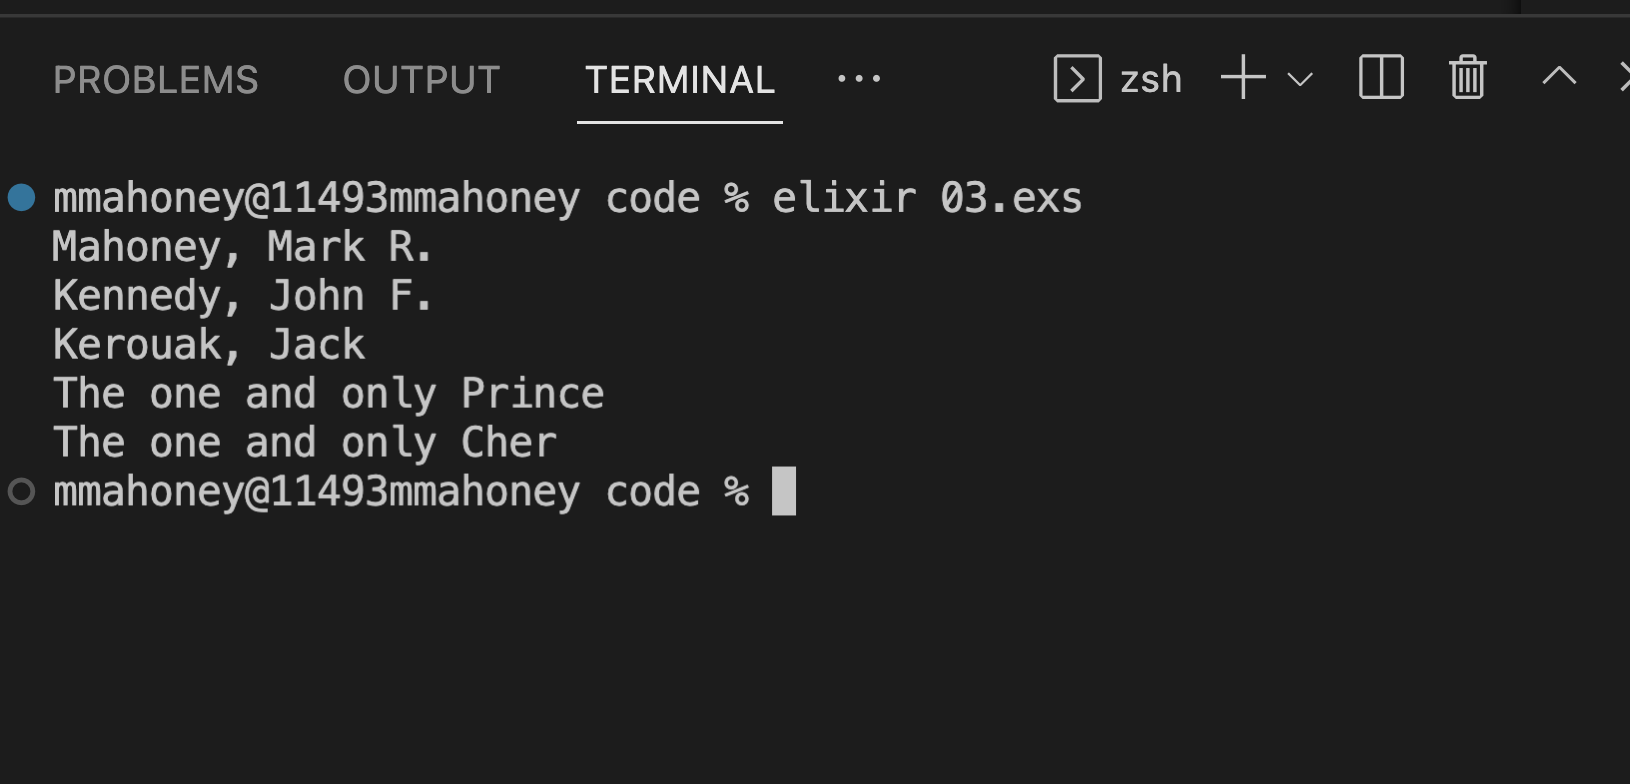 PROBLEMS OUTPUT TERMINAL ... zsh
mmahoney@11493mmahoney code % elixir 03.exs
Mahoney, Mark R.
Kennedy, John F.
Kerouak, Jack
The one and only Prince
The one and only Cher
mmahoney@11493mmahoney code %